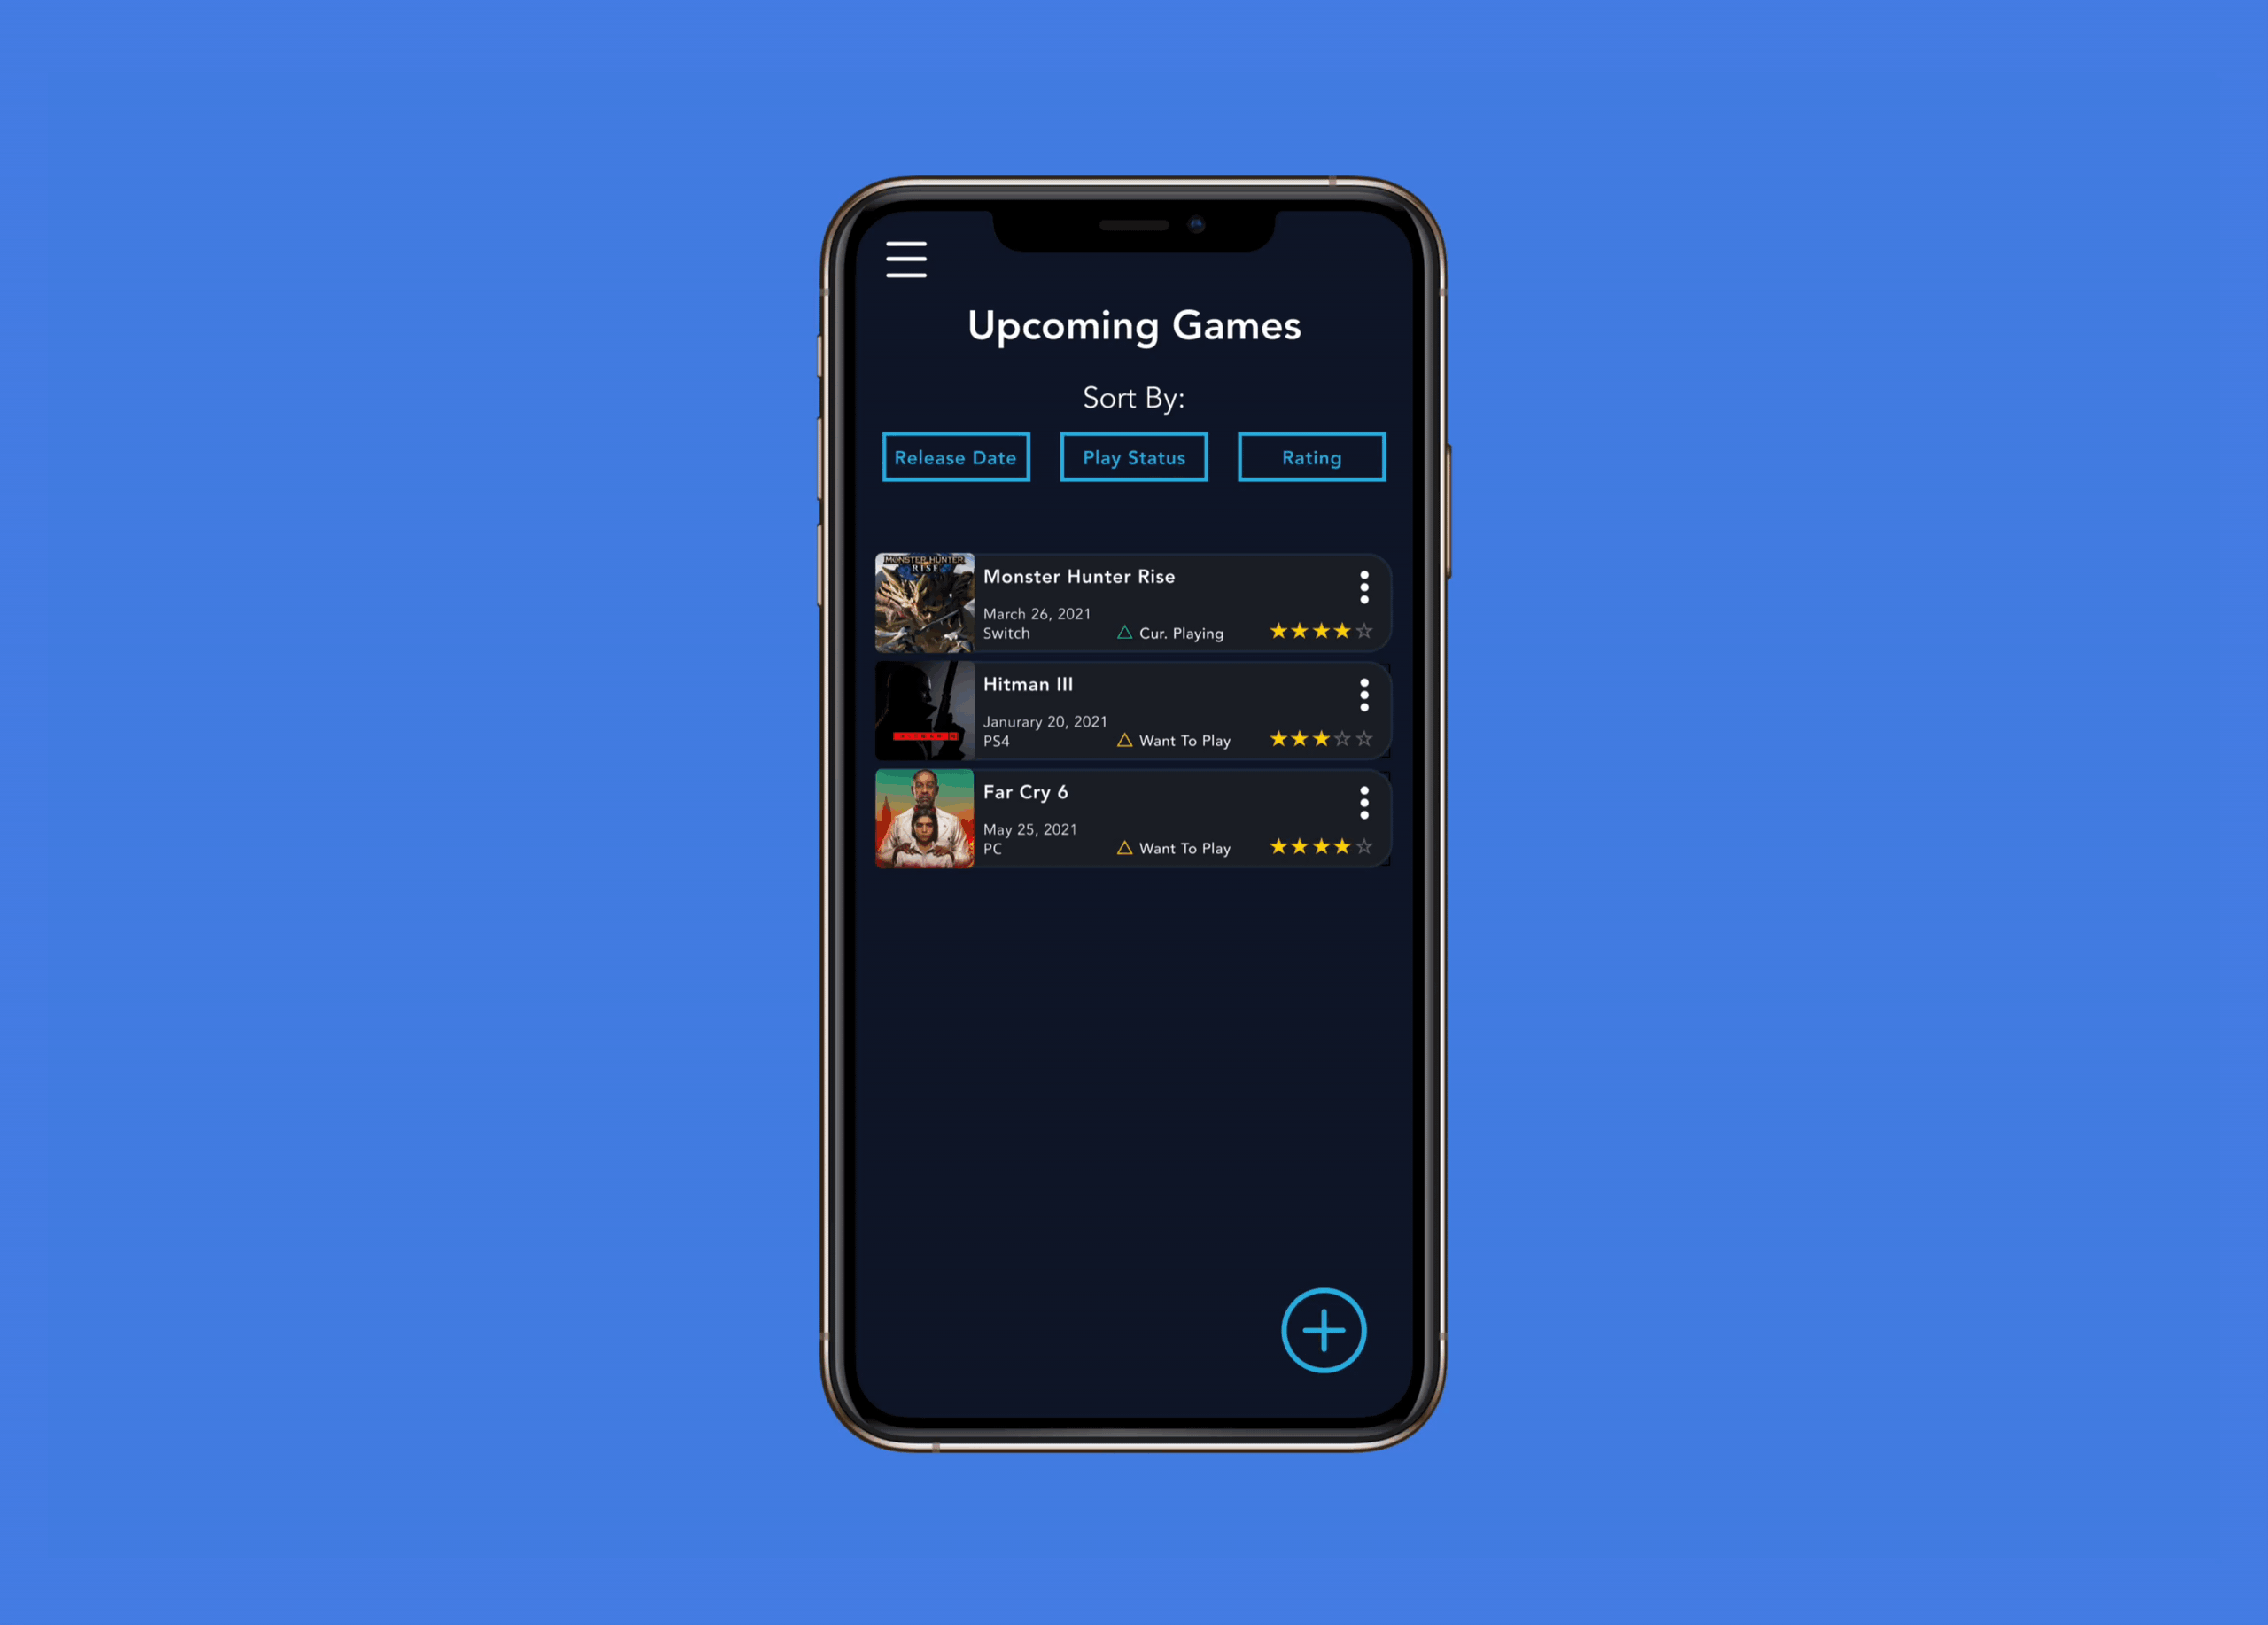 Upcoming Games
Sort By:
Release Date
Play Status
Rating
MONSTER HUNTER
RISE
Monster Hunter Rise
March 26, 2021
Switch
Cur. Playing
Hitman III
Janurary 20, 2021
PS4
Want To Play
Far Cry 6
May 25, 2021
PC
Want To Play